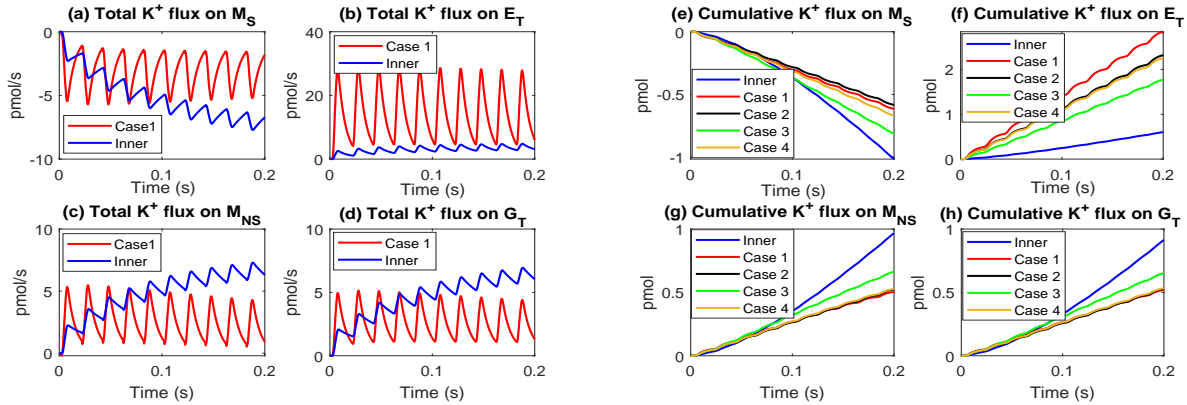 (a) Total K+ flux on MS
pmol/s
0
-5
-10
Case1
Inner
0
0.1
0.2
Time (s)
(b) Total K+ flux on ET
40
20
0
Case 1
Inner
0
0.1
0.2
Time (s)
(c) Total K+ flux on MNS
pmol/s
10
5
0
Case1
Inner
0
0.1
0.2
Time (s)
(d) Total K+ flux on GT
10
5
0
Case 1
Inner
0
0.1
0.2
Time (s)
(e) Cumulative K+ flux on MS
pmol
0
-0.5
-1
Inner
Case 1
Case 2
Case 3
Case 4
0
0.1
0.2
Time (s)
(f) Cumulative K+ flux on ET
2
1
0
Inner
Case 1
Case 2
Case 3
Case 4
0
0.1
0.2
Time (s)
(g) Cumulative K+ flux on MNS
pmol
1
0.5
0
Inner
Case 1
Case 2
Case 3
Case 4
0
0.1
0.2
Time (s)
(h) Cumulative K+ flux on GT
1
0.5
0
Inner
Case 1
Case 2
Case 3
Case 4
0
0.1
0.2
Time (s)